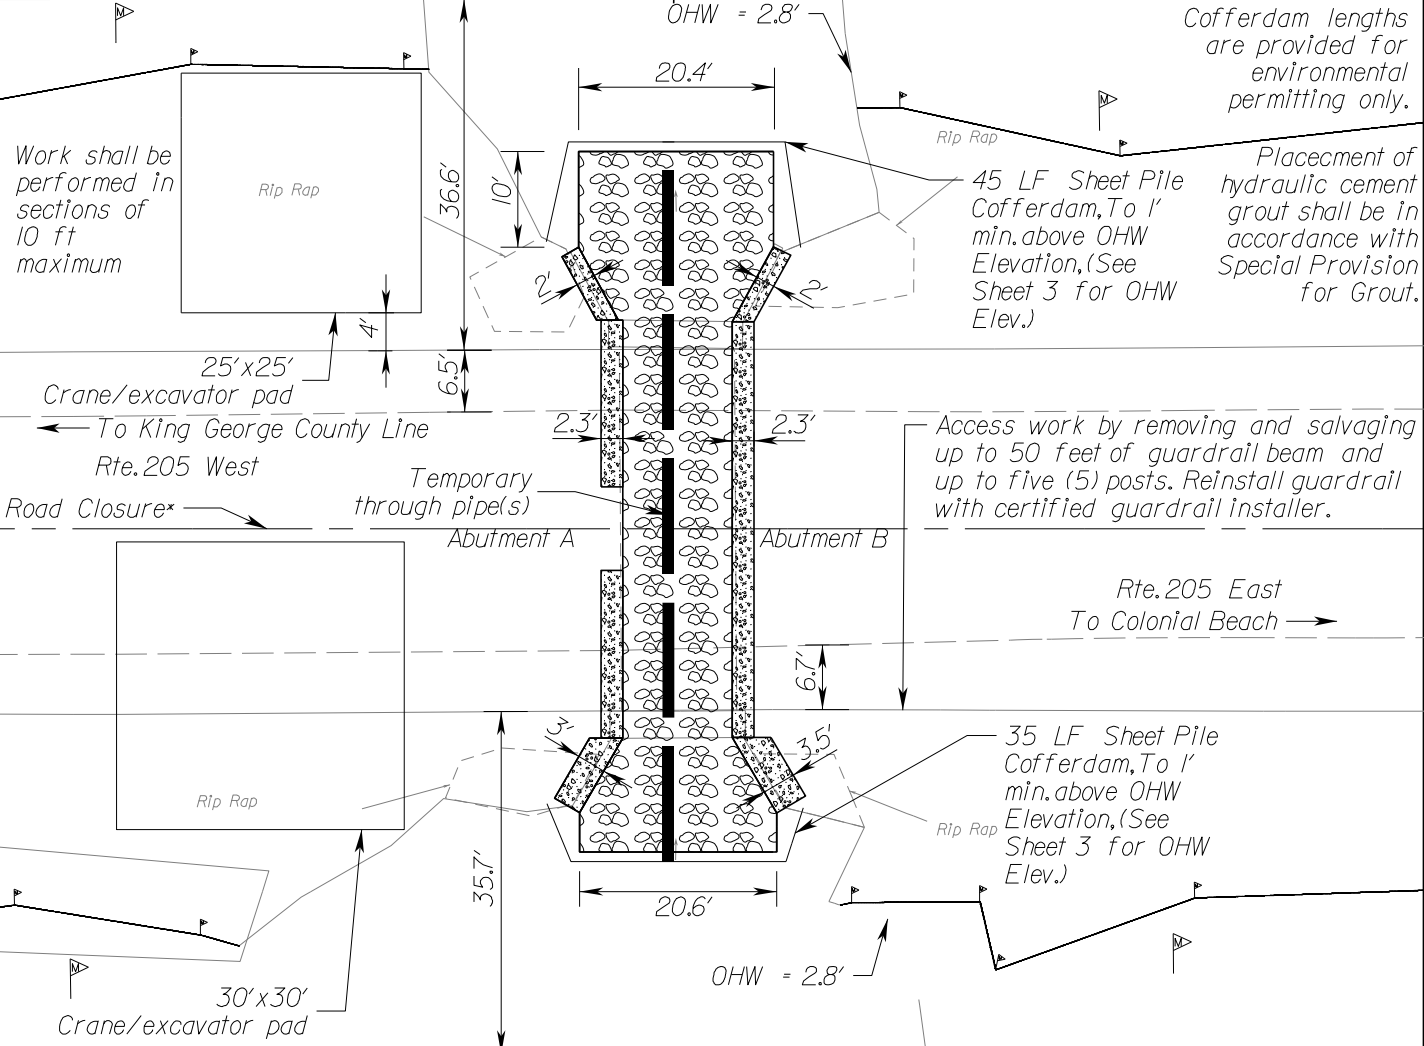 OHW = 2.8'
Cofferdam lengths
are provided for
environmental
permitting only.
M
20.4'
M
Rip Rap
Work shall be
performed in
sections of
10 ft
maximum
Rip Rap
36.6'
10'
45 LF Sheet Pile
Cofferdam,To 1'
min.above OHW
Elevation,(See
Sheet 3 for OHW
Elev.)
Placecment of
hydraulic cement
grout shall be in
accordance with
Special Provision
for Grout.
2'
2'
4'
25'x25'
Crane/excavator pad
6.5'
To King George County Line
Rte.205 West
2.3'
2.3'
Access work by removing and salvaging
up to 50 feet of guardrail beam and
up to five (5) posts. Reinstall guardrail
with certified guardrail installer.
Temporary
through pipe(s)
Road Closure*
Abutment A
Abutment B
Rte.205 East
To Colonial Beach
6.7'
3'
3.5'
35 LF Sheet Pile
Cofferdam,To 1'
min.above OHW
Elevation,(See
Sheet 3 for OHW
Elev.)
Rip Rap
Rip Rap
35.7'
20.6'
M
M
OHW = 2.8'
30'x30'
Crane/excavator pad